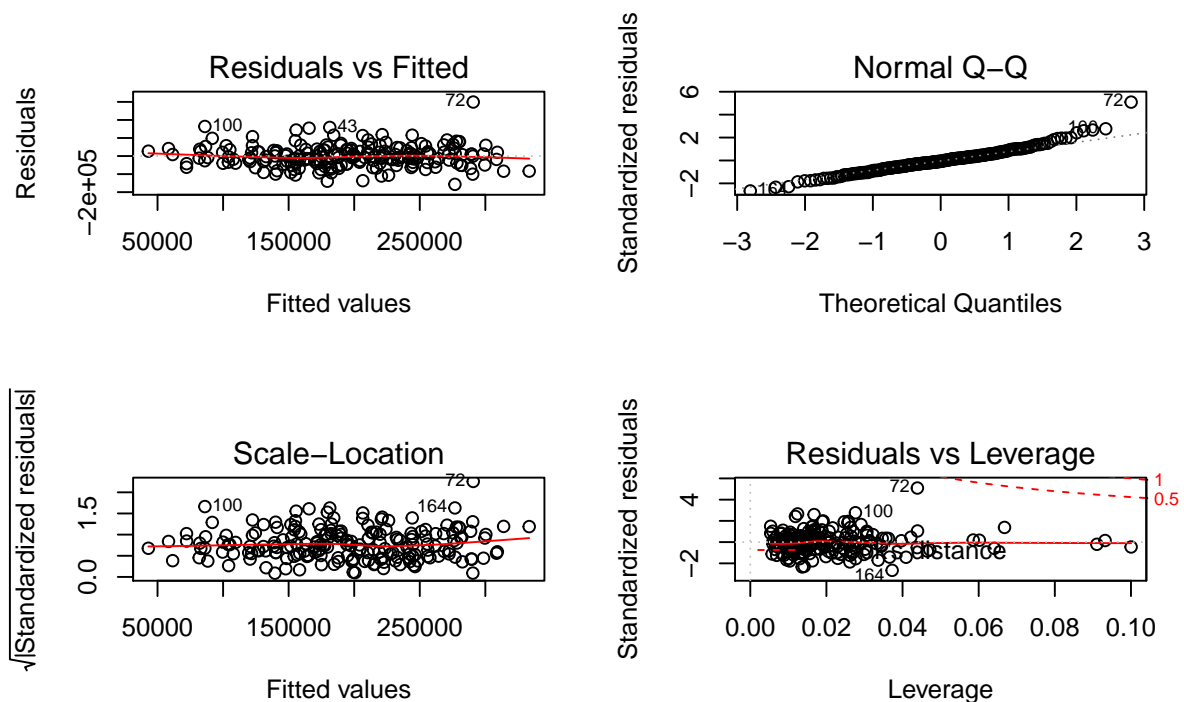 Residuals vs Fitted
Residuals
−2e+05
72
100
43
50000 150000 250000
Fitted values
Normal Q−Q
Standardized residuals
−2 2 6
72
100
164
−3 −2 −1 0 1 2 3
Theoretical Quantiles
Scale−Location
√|Standardized residuals|
0.0 1.5
72
100
164
50000 150000 250000
Fitted values
Residuals vs Leverage
Standardized residuals
−2 4
72
100
164
distance
1
0.5
0.00 0.02 0.04 0.06 0.08 0.10
Leverage